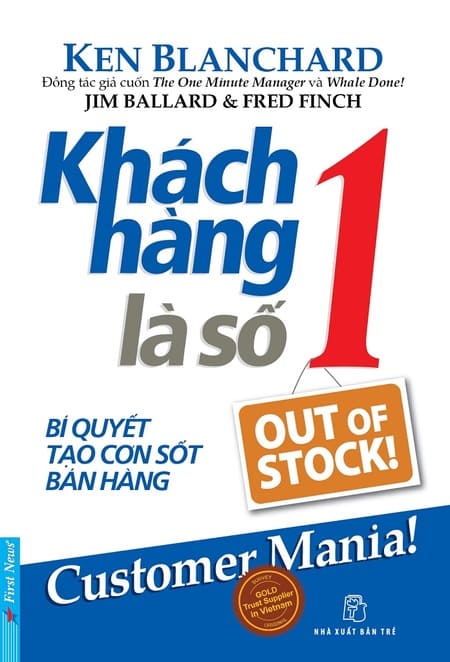 KEN BLANCHARD
Đồng tác giả cuốn The One Minute Manager và Whale Done!
JIM BALLARD & FRED FINCH
Khách
hàng
là số
1
OUT OF
STOCK!
BÍ QUYẾT
TẠO CƠN SỐT
BÁN HÀNG
Customer Mania!
First News
SURVEY
GOLD
Trust Supplier
In Vietnam
NHÀ XUẤT BẢN TRẺ